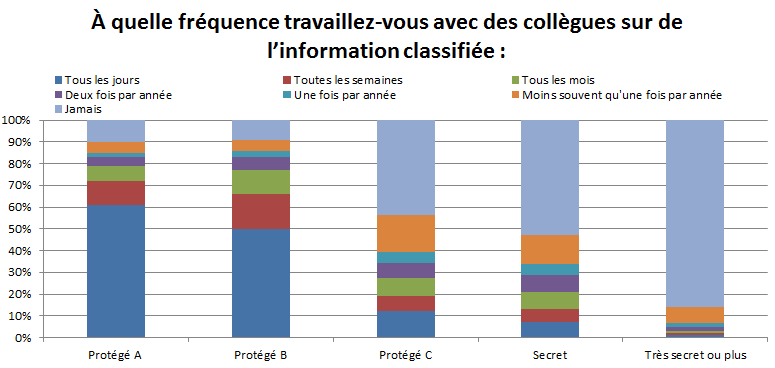 À quelle fréquence travaillez-vous avec des collègues sur de
l'information classifiée :
Tous les jours
Toutes les semaines
Tous les mois
Deux fois par année
Une fois par année
Moins souvent qu'une fois par année
Jamais
100%
90%
80%
70%
60%
50%
40%
30%
20%
10%
0%
Protégé A
Protégé B
Protégé C
Secret
Très secret ou plus